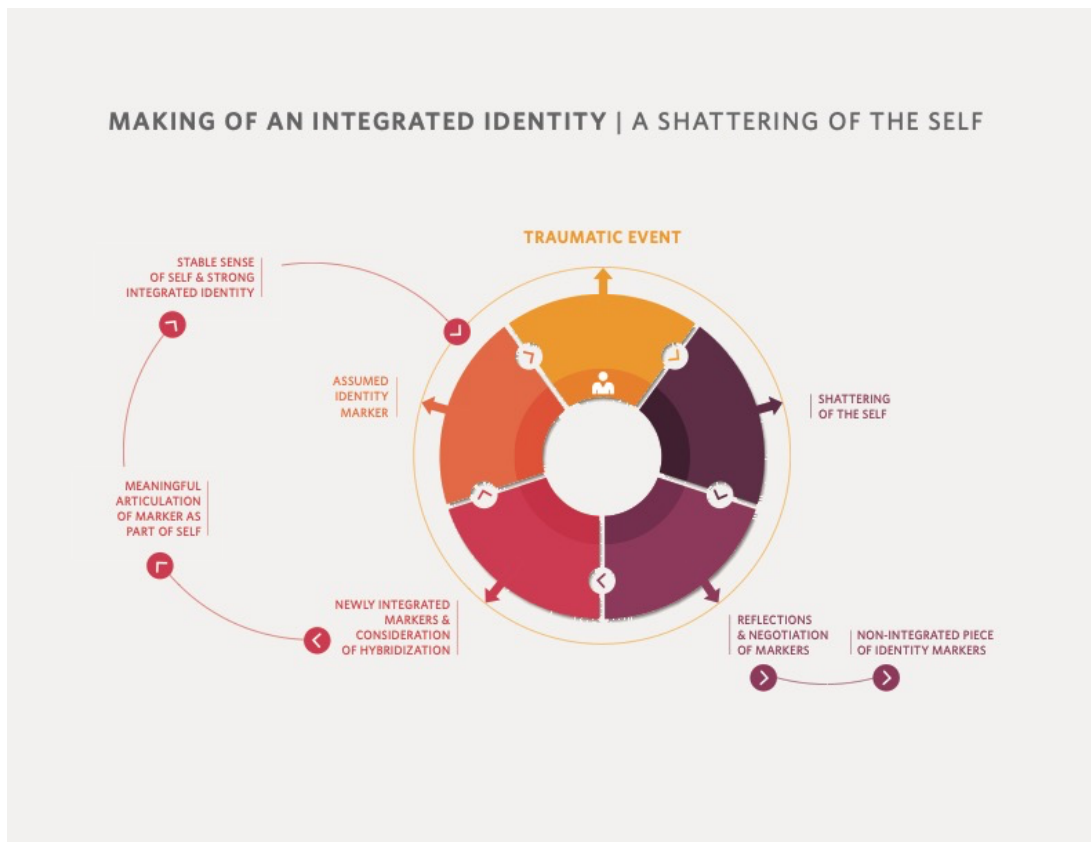 MAKING OF AN INTEGRATED IDENTITY | A SHATTERING OF THE SELF
TRAUMATIC EVENT
STABLE SENSE
OF SELF & STRONG
INTEGRATED IDENTITY
ASSUMED
IDENTITY
MARKER
SHATTERING
OF THE SELF
MEANINGFUL
ARTICULATION
OF MARKER AS
PART OF SELF
NEWLY INTEGRATED
MARKERS &
CONSIDERATION
OF HYBRIDIZATION
REFLECTIONS
& NEGOTIATION
OF MARKERS
NON-INTEGRATED PIECE
OF IDENTITY MARKERS